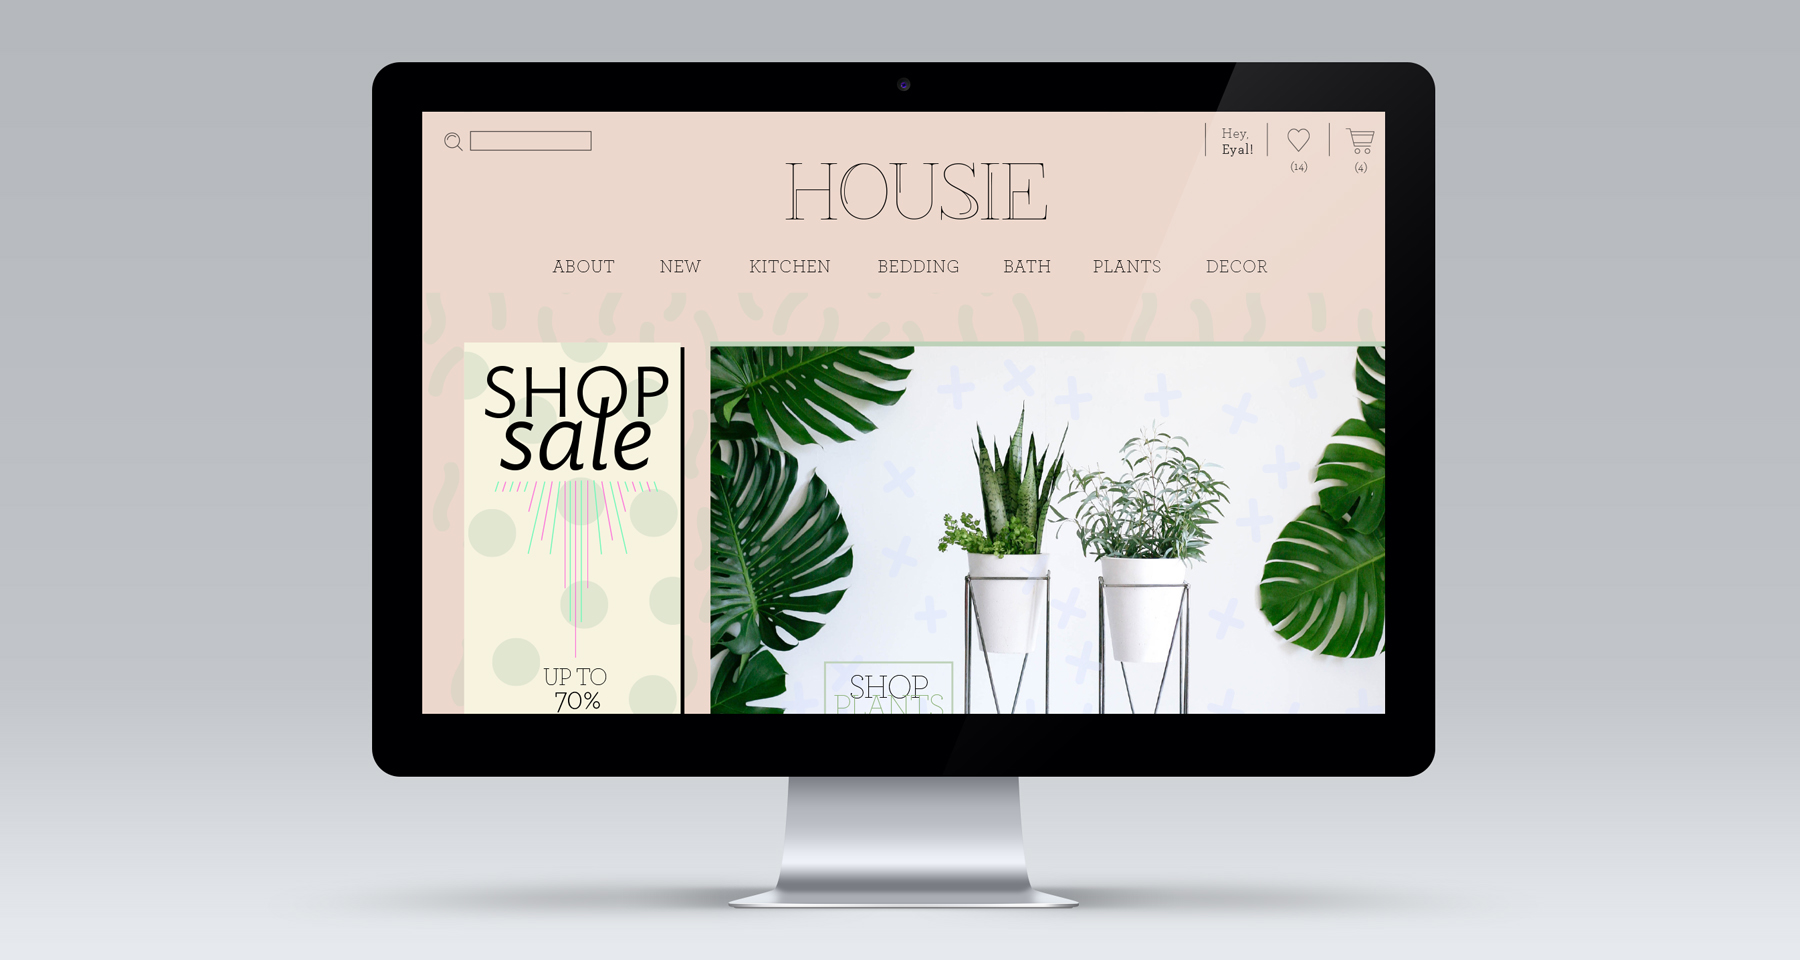 Hey,
Eyal!
(14)
(4)
HOUSIE
ABOUT NEW KITCHEN BEDDING BATH PLANTS DECOR
SHOP
sale
UP TO
70%
SHOP
PLANTS